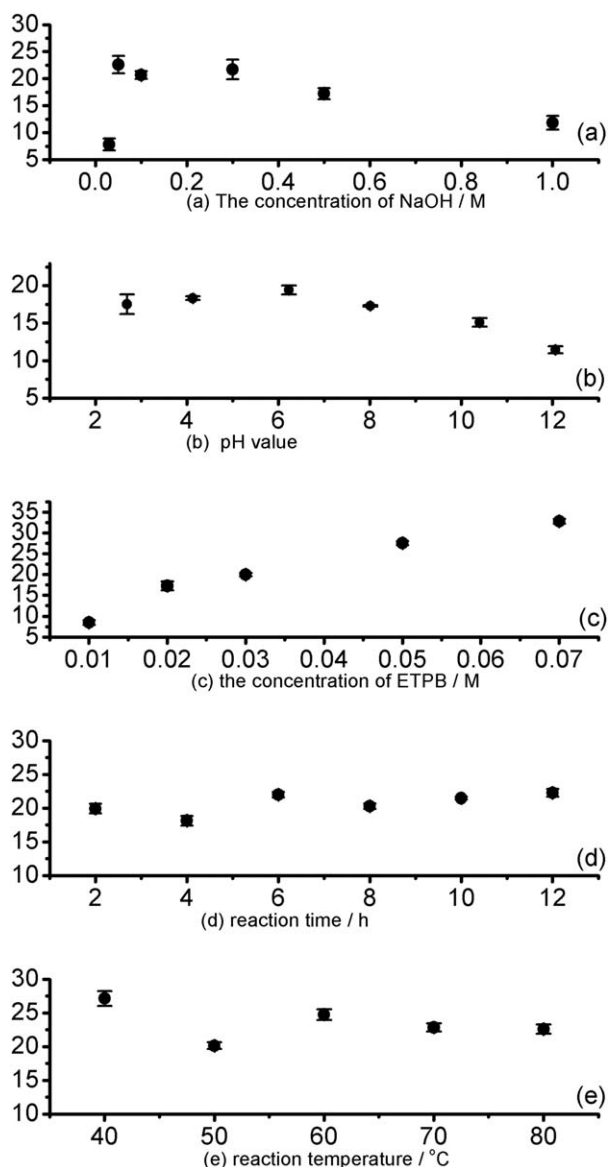 30
25
20
15
10
5
(a)
0.0 0.2 0.4 0.6 0.8 1.0
(a) The concentration of NaOH / M
20
15
10
5
(b)
2 4 6 8 10 12
(b) pH value
35
30
25
20
15
10
5
(c)
0.01 0.02 0.03 0.04 0.05 0.06 0.07
(c) the concentration of ETPB / M
30
25
20
15
10
(d)
2 4 6 8 10 12
(d) reaction time / h
30
25
20
15
10
(e)
40 50 60 70 80
(e) reaction temperature / °C